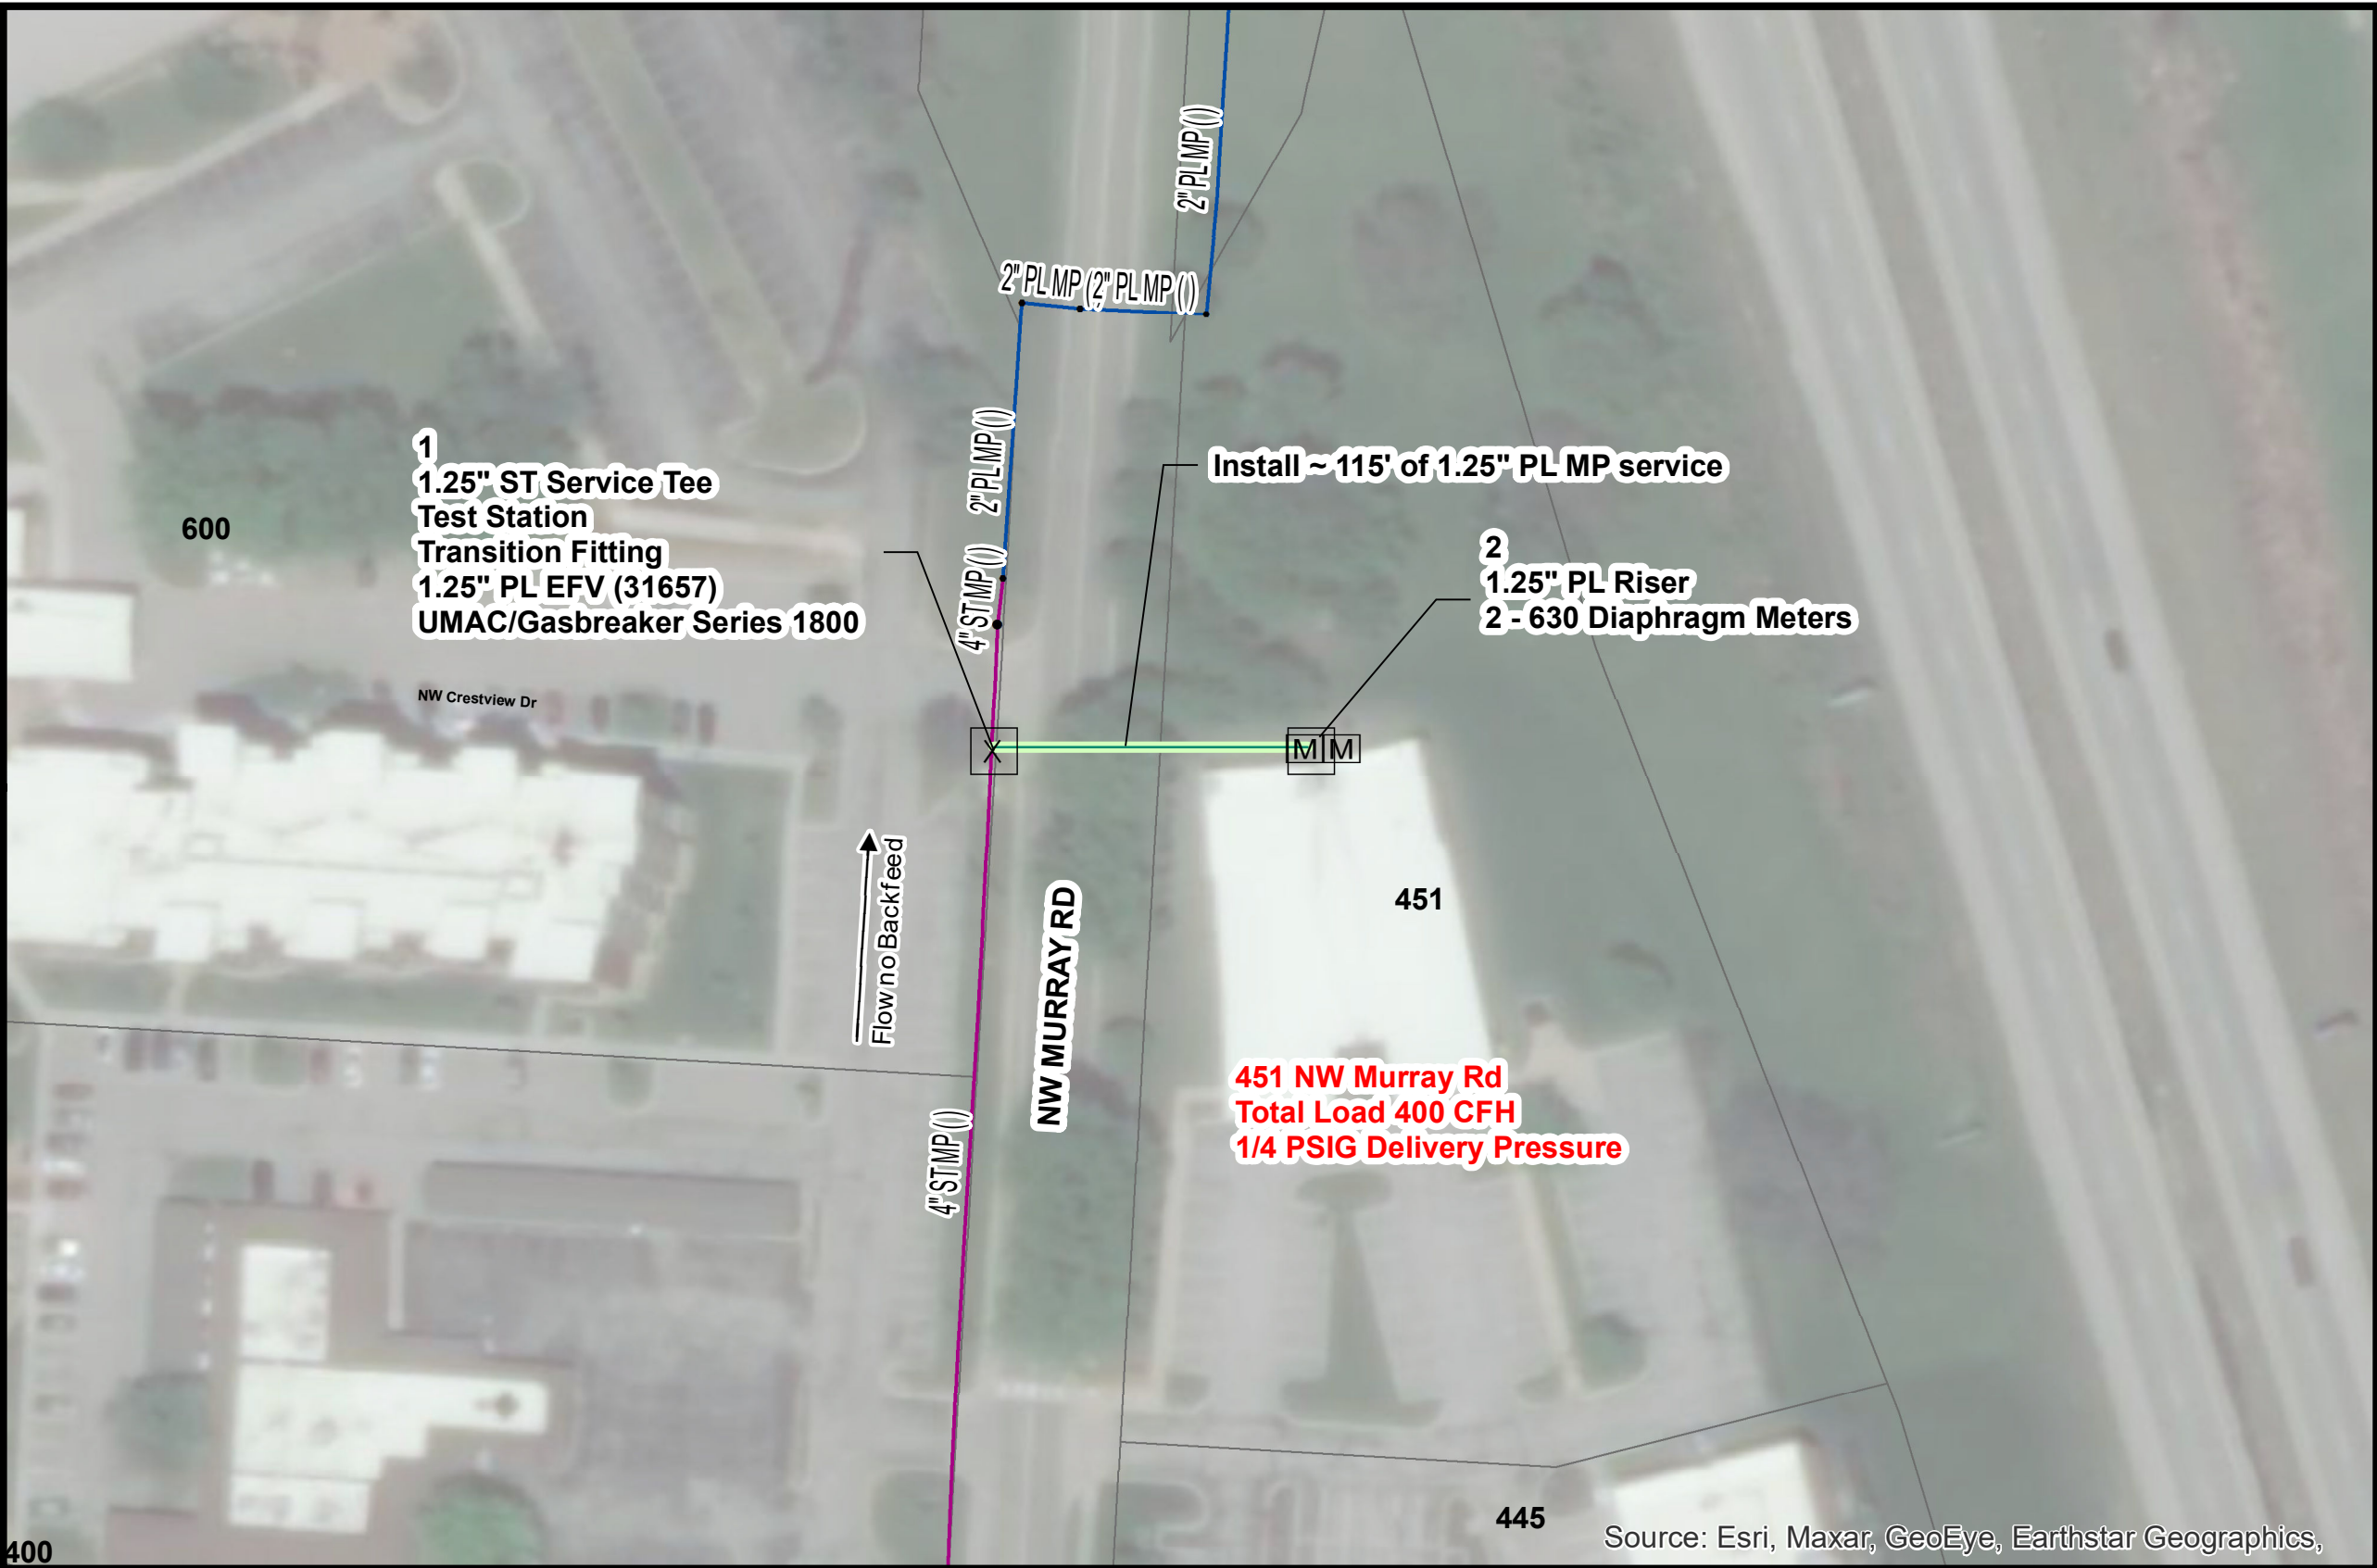 2" PL MP ()
2" PL MP (
2" PL MP ()
2" PL MP ()
4" ST MP ()
1
1.25" ST Service Tee
Test Station
Transition Fitting
1.25" PL EFV (31657)
UMAC/Gasbreaker Series 1800
600
Install ~ 115' of 1.25" PL MP service
2
1.25" PL Riser
2 - 630 Diaphragm Meters
NW Crestview Dr
X
M
M
Flow no Backfeed
NW MURRAY RD
451
451 NW Murray Rd
Total Load 400 CFH
1/4 PSIG Delivery Pressure
4" ST MP ()
445
400
Source: Esri, Maxar, GeoEye, Earthstar Geographics,